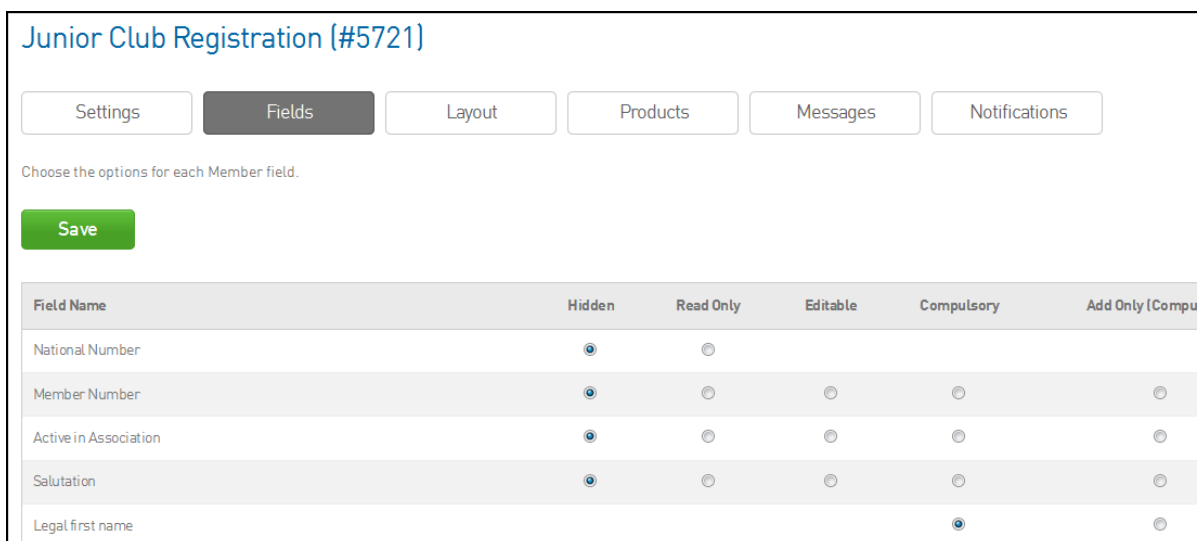 Junior Club Registration (#5721)
Settings Fields Layout Products Messages Notifications
Choose the options for each Member field.
Save
Field Name Hidden Read Only Editable Compulsory Add Only (Compu
National Number
Member Number
Active in Association
Salutation
Legal first name